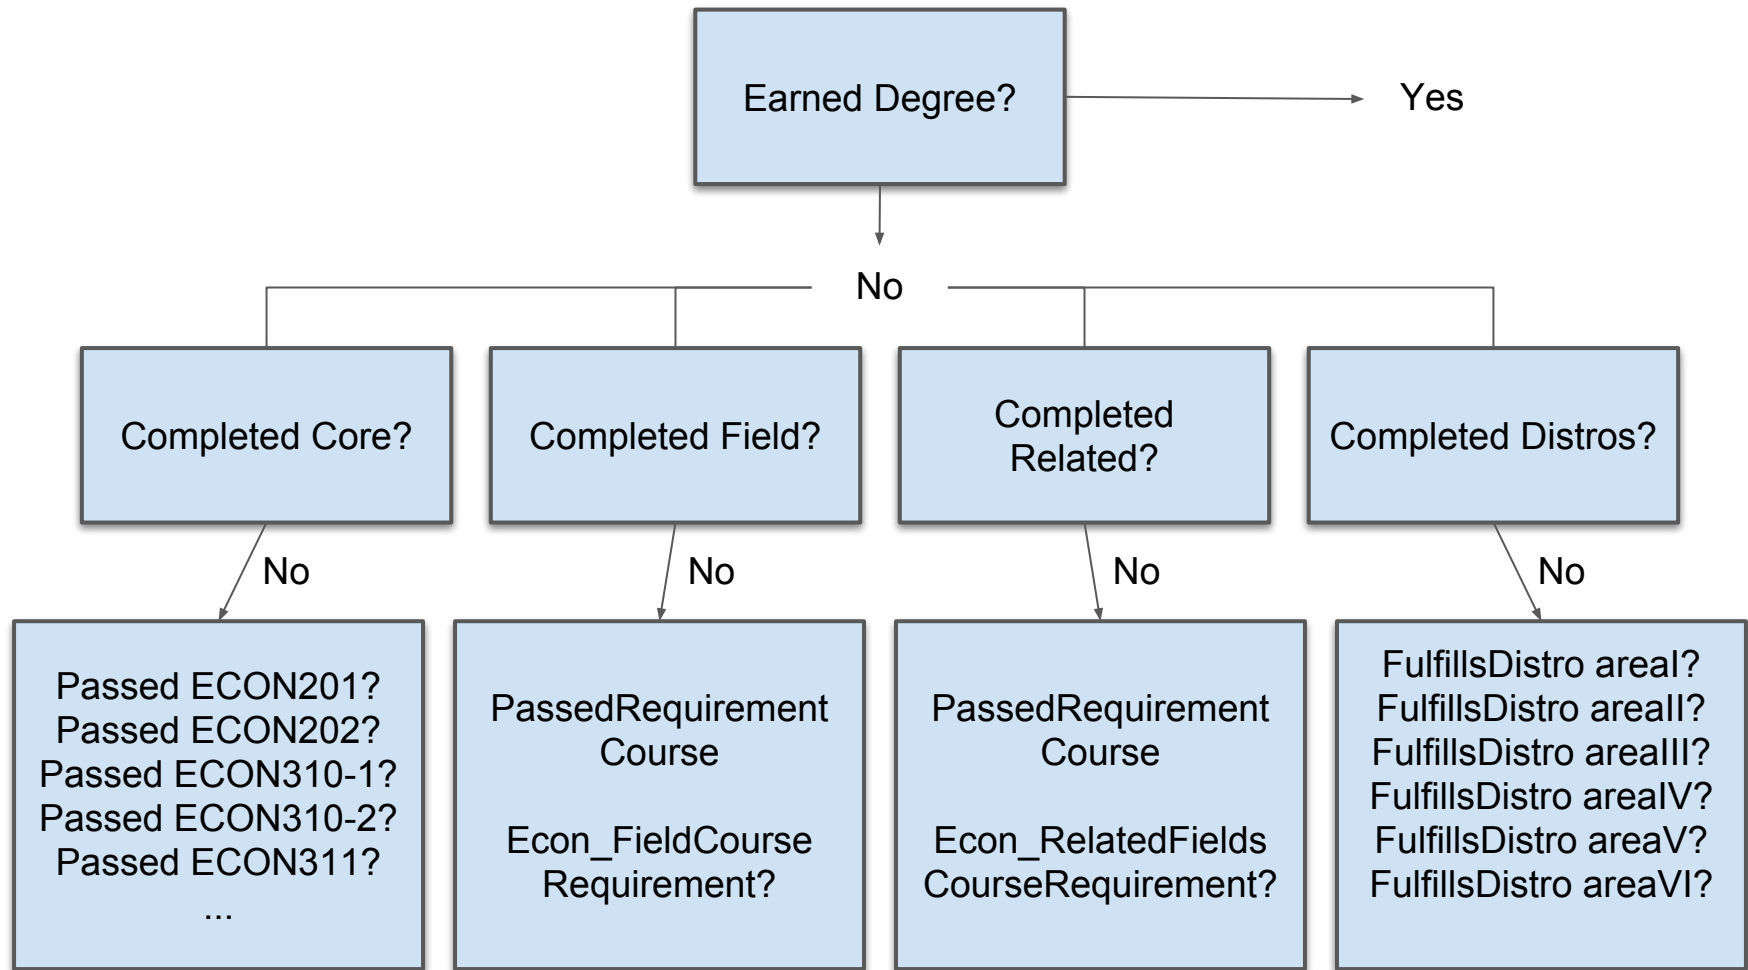 Earned Degree?
Yes
No
Completed Core?
Completed Field?
Completed
Related?
Completed Distros?
No
No
No
No
Passed ECON201?
Passed ECON202?
Passed ECON310-1?
Passed ECON310-2?
Passed ECON311?
...
PassedRequirement
Course
Econ_FieldCourse
Requirement?
PassedRequirement
Course
Econ_RelatedFields
CourseRequirement?
FulfillsDistro areaI?
FulfillsDistro areaII?
FulfillsDistro areaIII?
FulfillsDistro areaIV?
FulfillsDistro areaV?
FulfillsDistro areaVI?